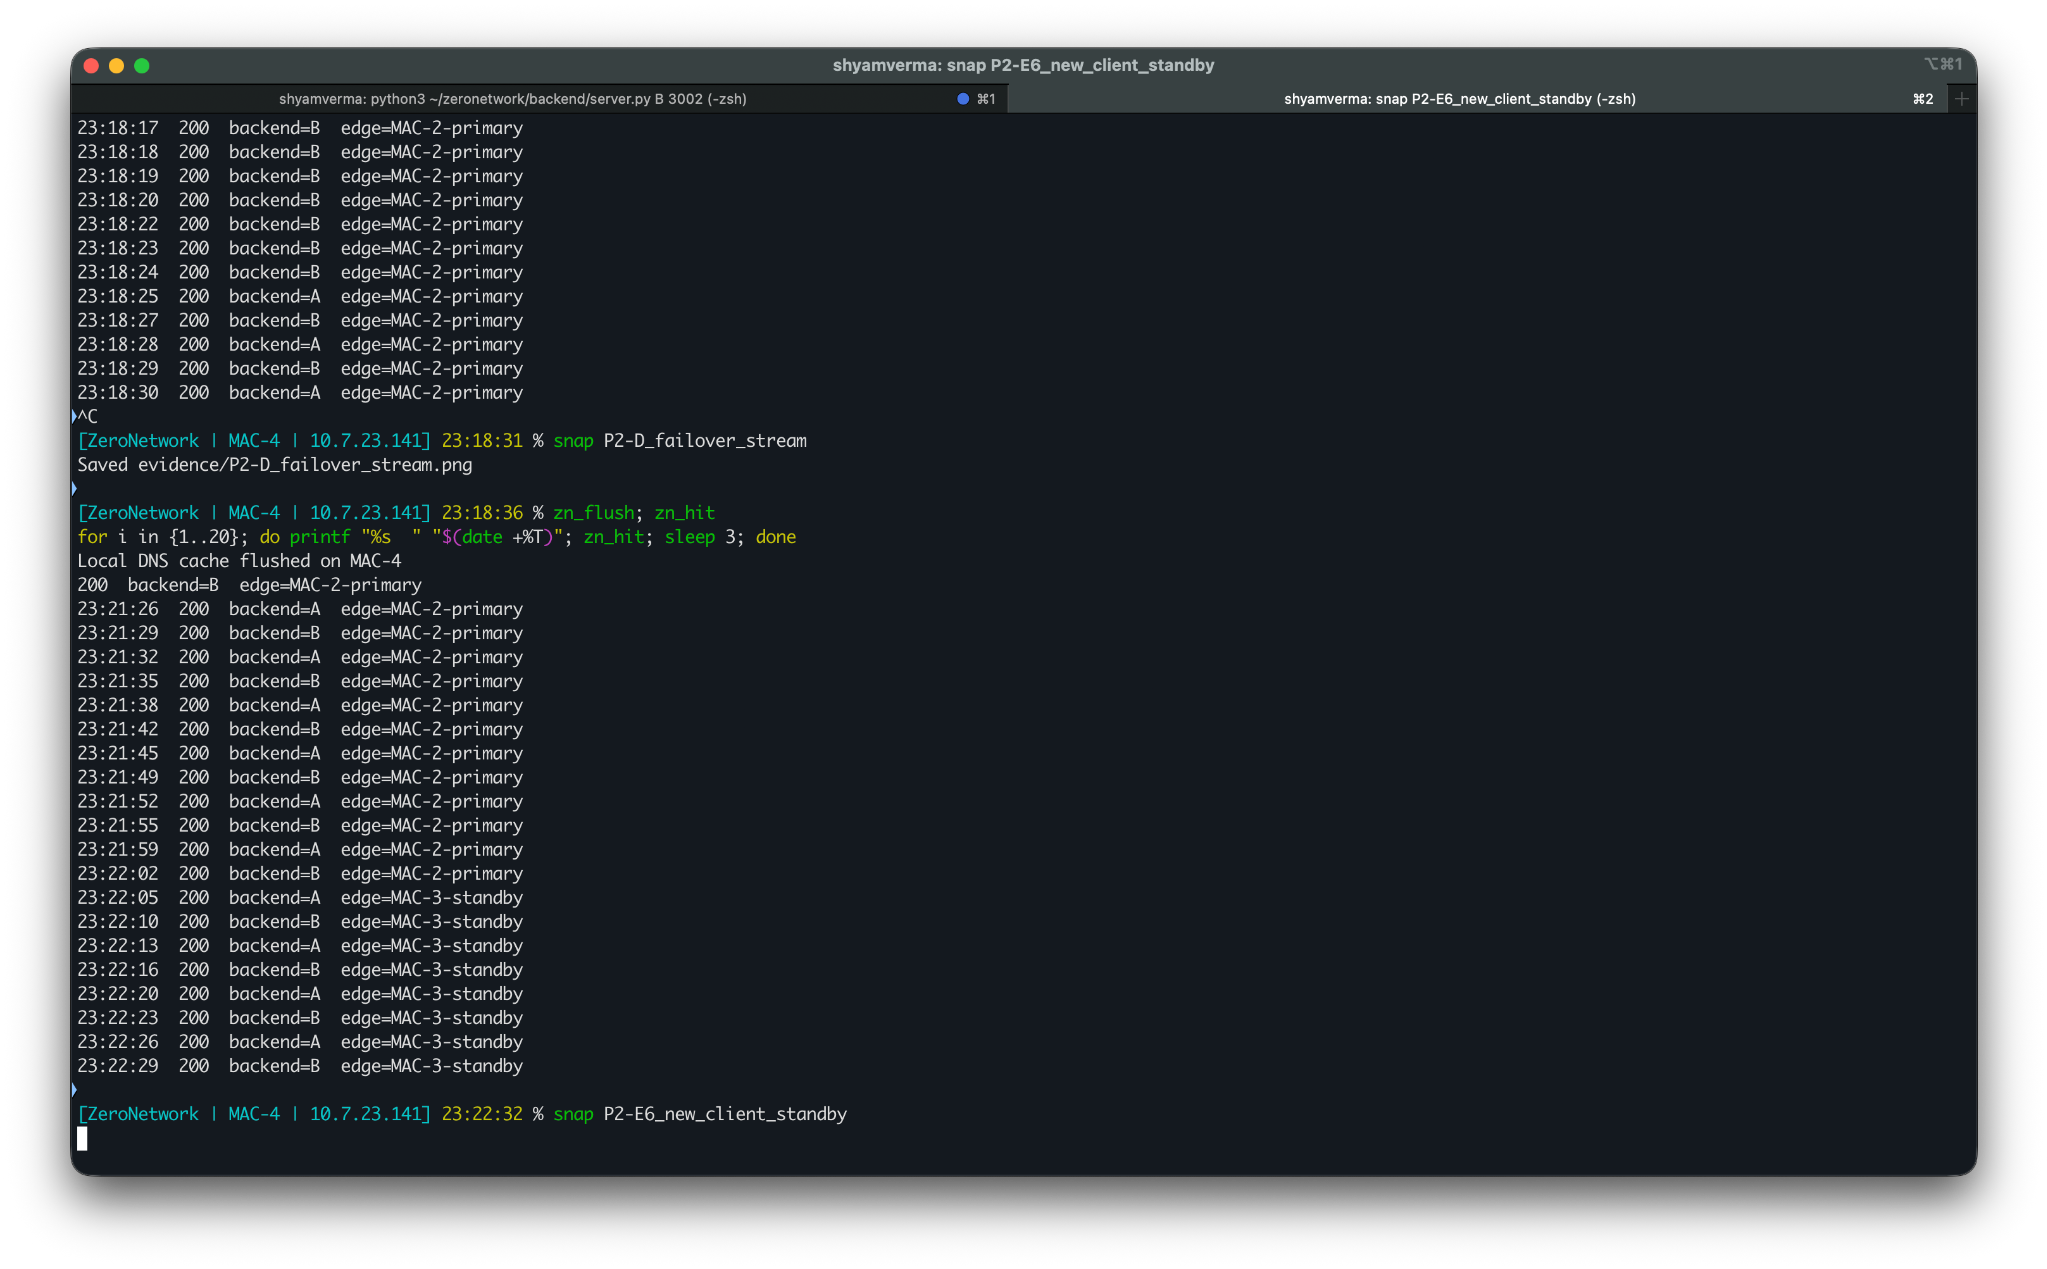 shyamverma: snap P2-E6_new_client_standby
⌥⌘1
shyamverma: python3 ~/zeronetwork/backend/server.py B 3002 (-zsh)
⌘1
shyamverma: snap P2-E6_new_client_standby (-zsh)
⌘2
23:18:17  200  backend=B  edge=MAC-2-primary
23:18:18  200  backend=B  edge=MAC-2-primary
23:18:19  200  backend=B  edge=MAC-2-primary
23:18:20  200  backend=B  edge=MAC-2-primary
23:18:22  200  backend=B  edge=MAC-2-primary
23:18:23  200  backend=B  edge=MAC-2-primary
23:18:24  200  backend=B  edge=MAC-2-primary
23:18:25  200  backend=A  edge=MAC-2-primary
23:18:27  200  backend=B  edge=MAC-2-primary
23:18:28  200  backend=A  edge=MAC-2-primary
23:18:29  200  backend=B  edge=MAC-2-primary
23:18:30  200  backend=A  edge=MAC-2-primary
^C
[ZeroNetwork | MAC-4 | 10.7.23.141] 23:18:31 % snap P2-D_failover_stream
Saved evidence/P2-D_failover_stream.png
[ZeroNetwork | MAC-4 | 10.7.23.141] 23:18:36 % zn_flush; zn_hit
for i in {1..20}; do printf "%s  " "$(date +%T)"; zn_hit; sleep 3; done
Local DNS cache flushed on MAC-4
200  backend=B  edge=MAC-2-primary
23:21:26  200  backend=A  edge=MAC-2-primary
23:21:29  200  backend=B  edge=MAC-2-primary
23:21:32  200  backend=A  edge=MAC-2-primary
23:21:35  200  backend=B  edge=MAC-2-primary
23:21:38  200  backend=A  edge=MAC-2-primary
23:21:42  200  backend=B  edge=MAC-2-primary
23:21:45  200  backend=A  edge=MAC-2-primary
23:21:49  200  backend=B  edge=MAC-2-primary
23:21:52  200  backend=A  edge=MAC-2-primary
23:21:55  200  backend=B  edge=MAC-2-primary
23:21:59  200  backend=A  edge=MAC-2-primary
23:22:02  200  backend=B  edge=MAC-2-primary
23:22:05  200  backend=A  edge=MAC-3-standby
23:22:10  200  backend=B  edge=MAC-3-standby
23:22:13  200  backend=A  edge=MAC-3-standby
23:22:16  200  backend=B  edge=MAC-3-standby
23:22:20  200  backend=A  edge=MAC-3-standby
23:22:23  200  backend=B  edge=MAC-3-standby
23:22:26  200  backend=A  edge=MAC-3-standby
23:22:29  200  backend=B  edge=MAC-3-standby
[ZeroNetwork | MAC-4 | 10.7.23.141] 23:22:32 % snap P2-E6_new_client_standby